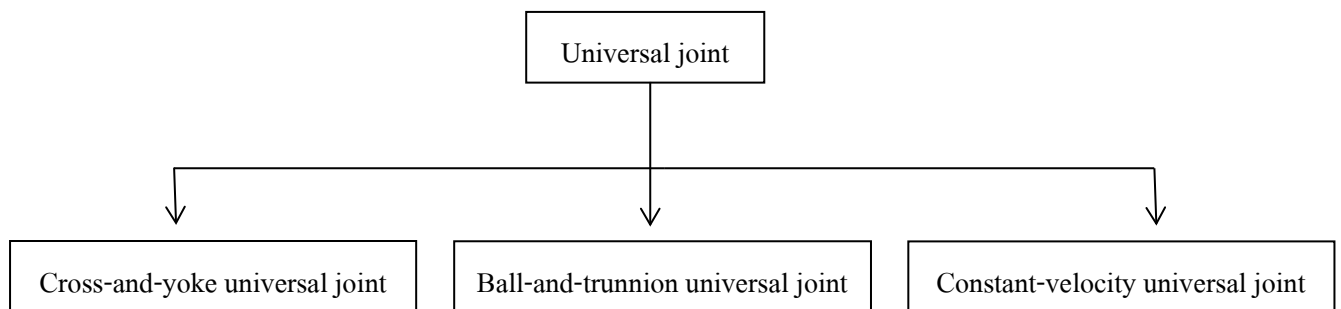 Universal joint
Cross-and-yoke universal joint
Ball-and-trunnion universal joint
Constant-velocity universal joint